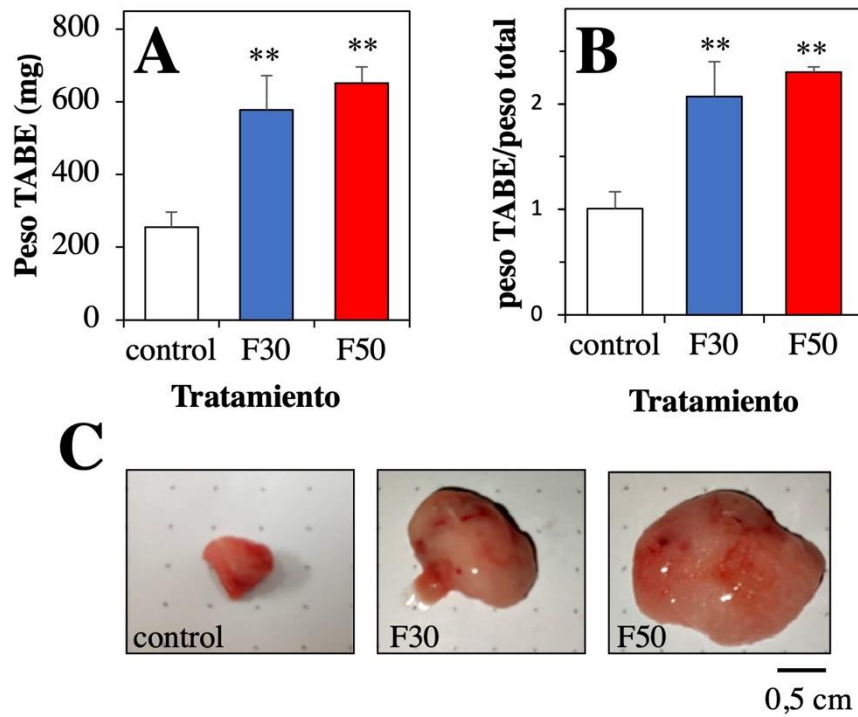 A
Peso TABE (mg)
800
600
400
200
0
**
**
control F30 F50
Tratamiento
B
peso TABE/peso total
2
1
0
**
**
control F30 F50
Tratamiento
C
control
F30
F50
0,5 cm